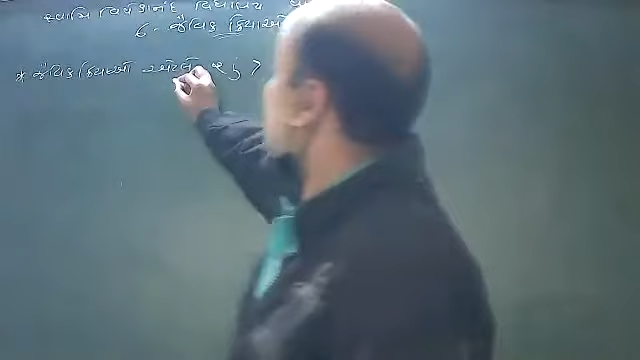 સ્વામિ વિવેકાનંદ વિદ્યાલય
6 - જૈવિક ક્રિયાઓ
* જૈવિક ક્રિયાઓ એટલે શું ?